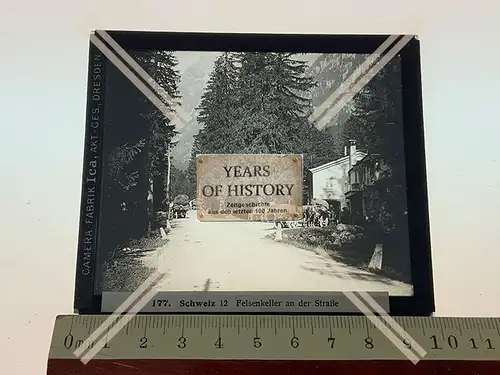 CAMERA FABRIK Ica, AKT-GES. DRESDEN
YEARS
OF HISTORY
Zeitgeschichte
aus den letzten 100 Jahren
177. Schweiz 12 Felsenkeller an der Straße
0m 1 2 3 4 5 6 7 8 9 10 11